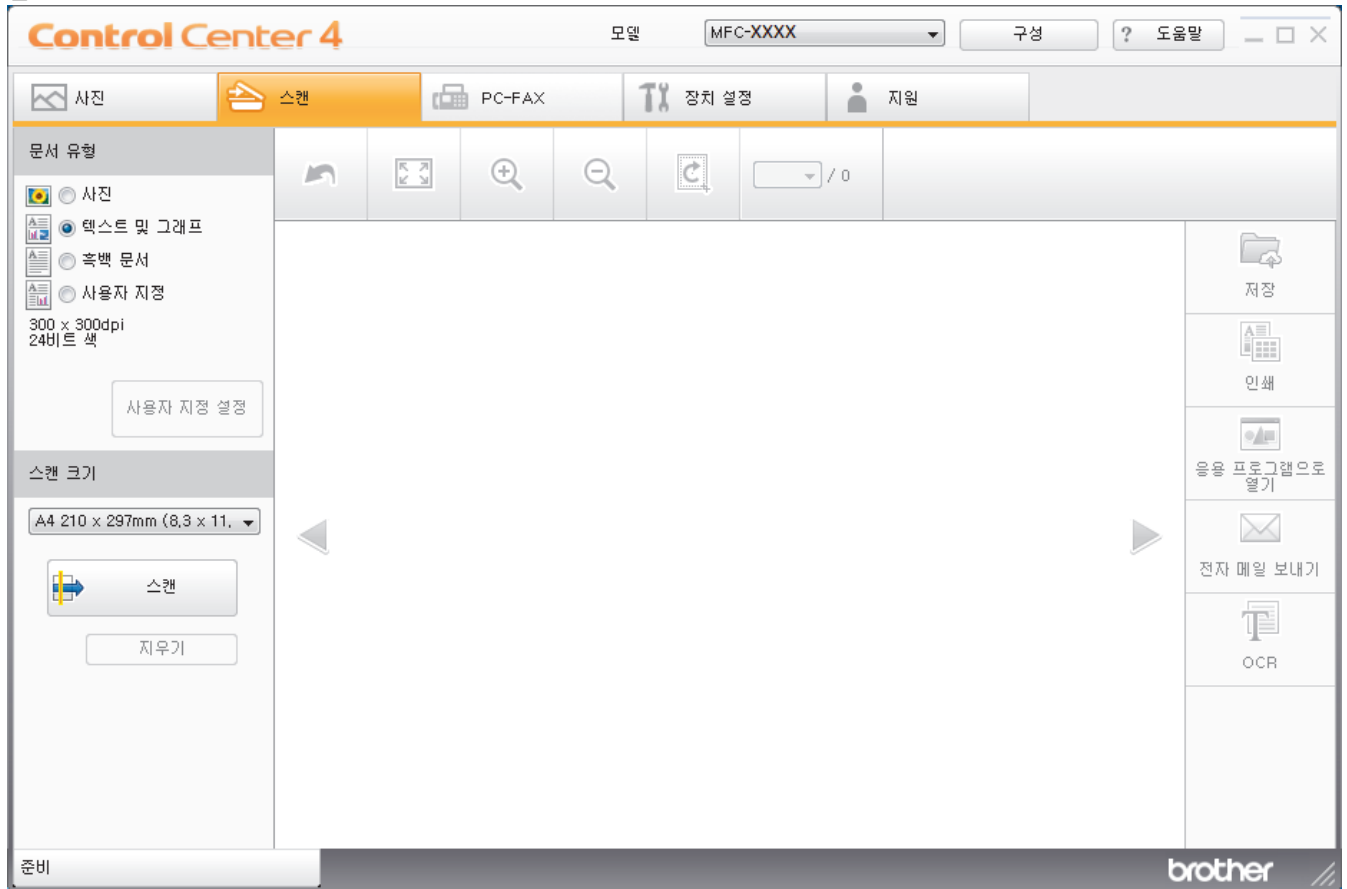 Control Center 4
모델
MFC-XXXX
구성
? 도움말
사진
스캔
PC-FAX
장치 설정
지원
문서 유형
사진
텍스트 및 그래프
흑백 문서
사용자 지정
300 x 300dpi
24비트 색
사용자 지정 설정
스캔 크기
A4 210 x 297mm (8,3 x 11,
스캔
지우기
/ 0
저장
인쇄
응용 프로그램으로
열기
전자 메일 보내기
OCR
준비
brother